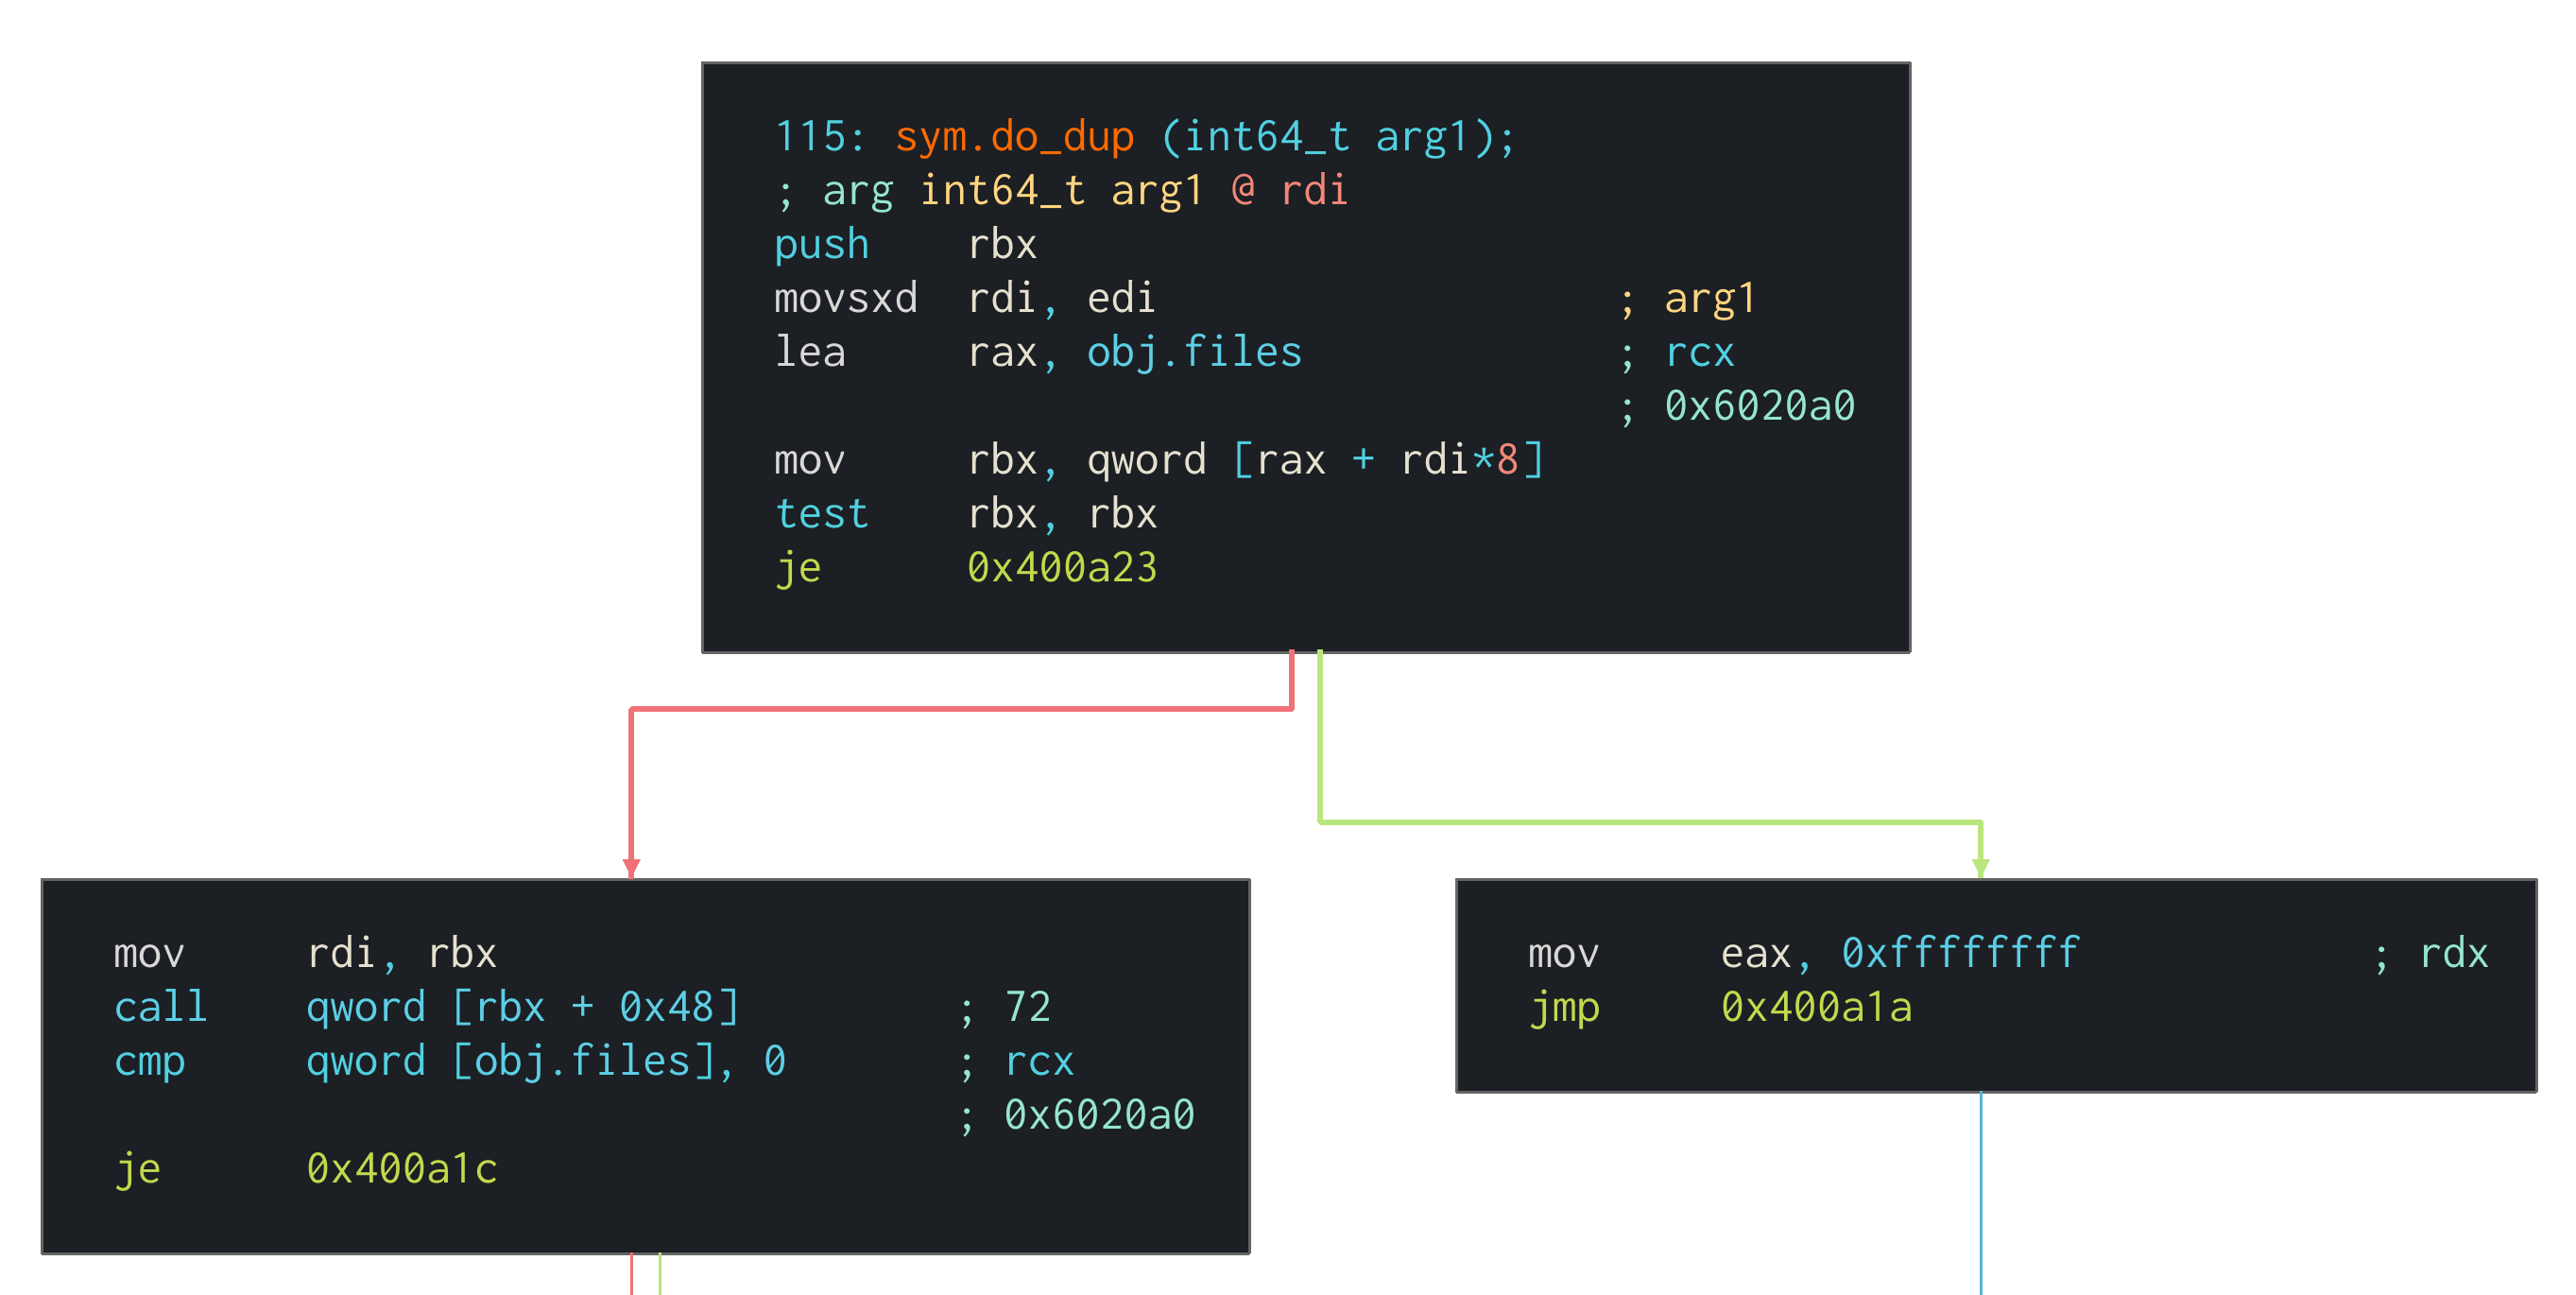 115: sym.do_dup (int64_t arg1);
; arg int64_t arg1 @ rdi
push rbx
movsxd rdi, edi ; arg1
lea rax, obj.files ; rcx
; 0x6020a0
mov rbx, qword [rax + rdi*8]
test rbx, rbx
je 0x400a23
mov rdi, rbx
call qword [rbx + 0x48] ; 72
cmp qword [obj.files], 0 ; rcx
; 0x6020a0
je 0x400a1c
mov eax, 0xffffffff ; rdx
jmp 0x400a1a